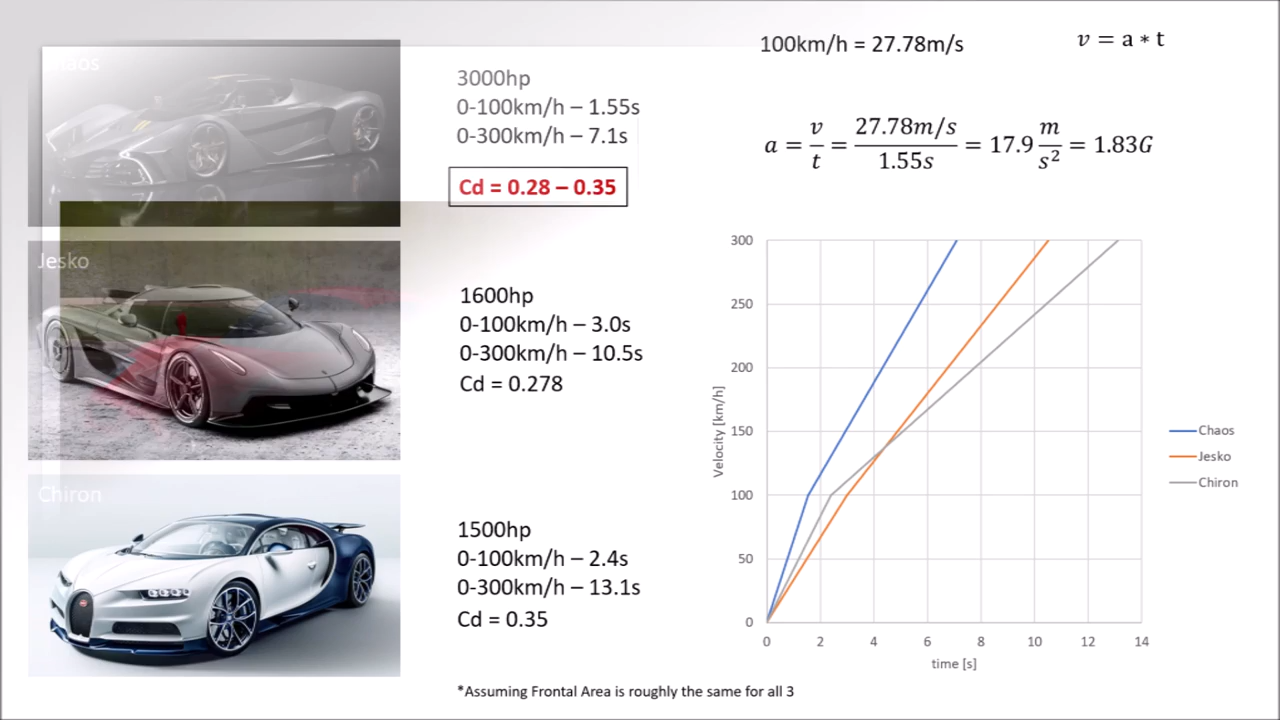 Chaos
3000hp
0-100km/h – 1.55s
0-300km/h – 7.1s
Cd = 0.28 – 0.35
Jesko
1600hp
0-100km/h – 3.0s
0-300km/h – 10.5s
Cd = 0.278
Chiron
1500hp
0-100km/h – 2.4s
0-300km/h – 13.1s
Cd = 0.35
*Assuming Frontal Area is roughly the same for all 3
100km/h = 27.78m/s
v = a * t
a = v/t = 27.78m/s / 1.55s = 17.9 m/s² = 1.83G
300
250
200
150
100
50
0
Velocity [km/h]
0 2 4 6 8 10 12 14
time [s]
Chaos
Jesko
Chiron